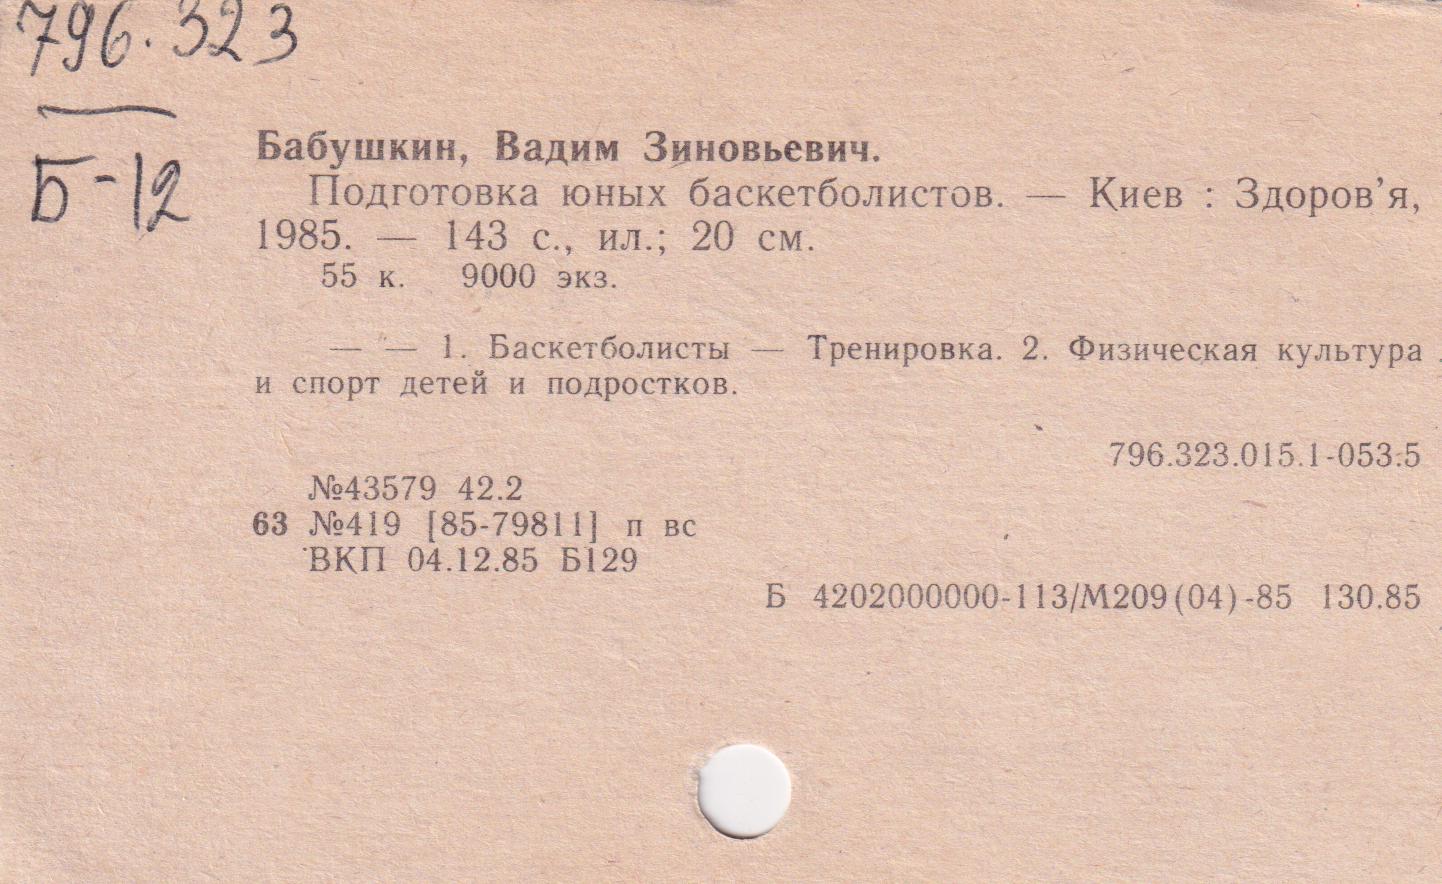 796.323
Б-12
Бабушкин, Вадим Зиновьевич.
Подготовка юных баскетболистов. — Киев : Здоров’я,
1985. — 143 с., ил.; 20 см.
55 к. 9000 экз.
— — 1. Баскетболисты — Тренировка. 2. Физическая культура
и спорт детей и подростков.
796.323.015.1-053.5
№43579 42.2
63 №419 [85-79811] п вс
ВКП 04.12.85 Б129
Б 4202000000-113/М209(04)-85 130.85